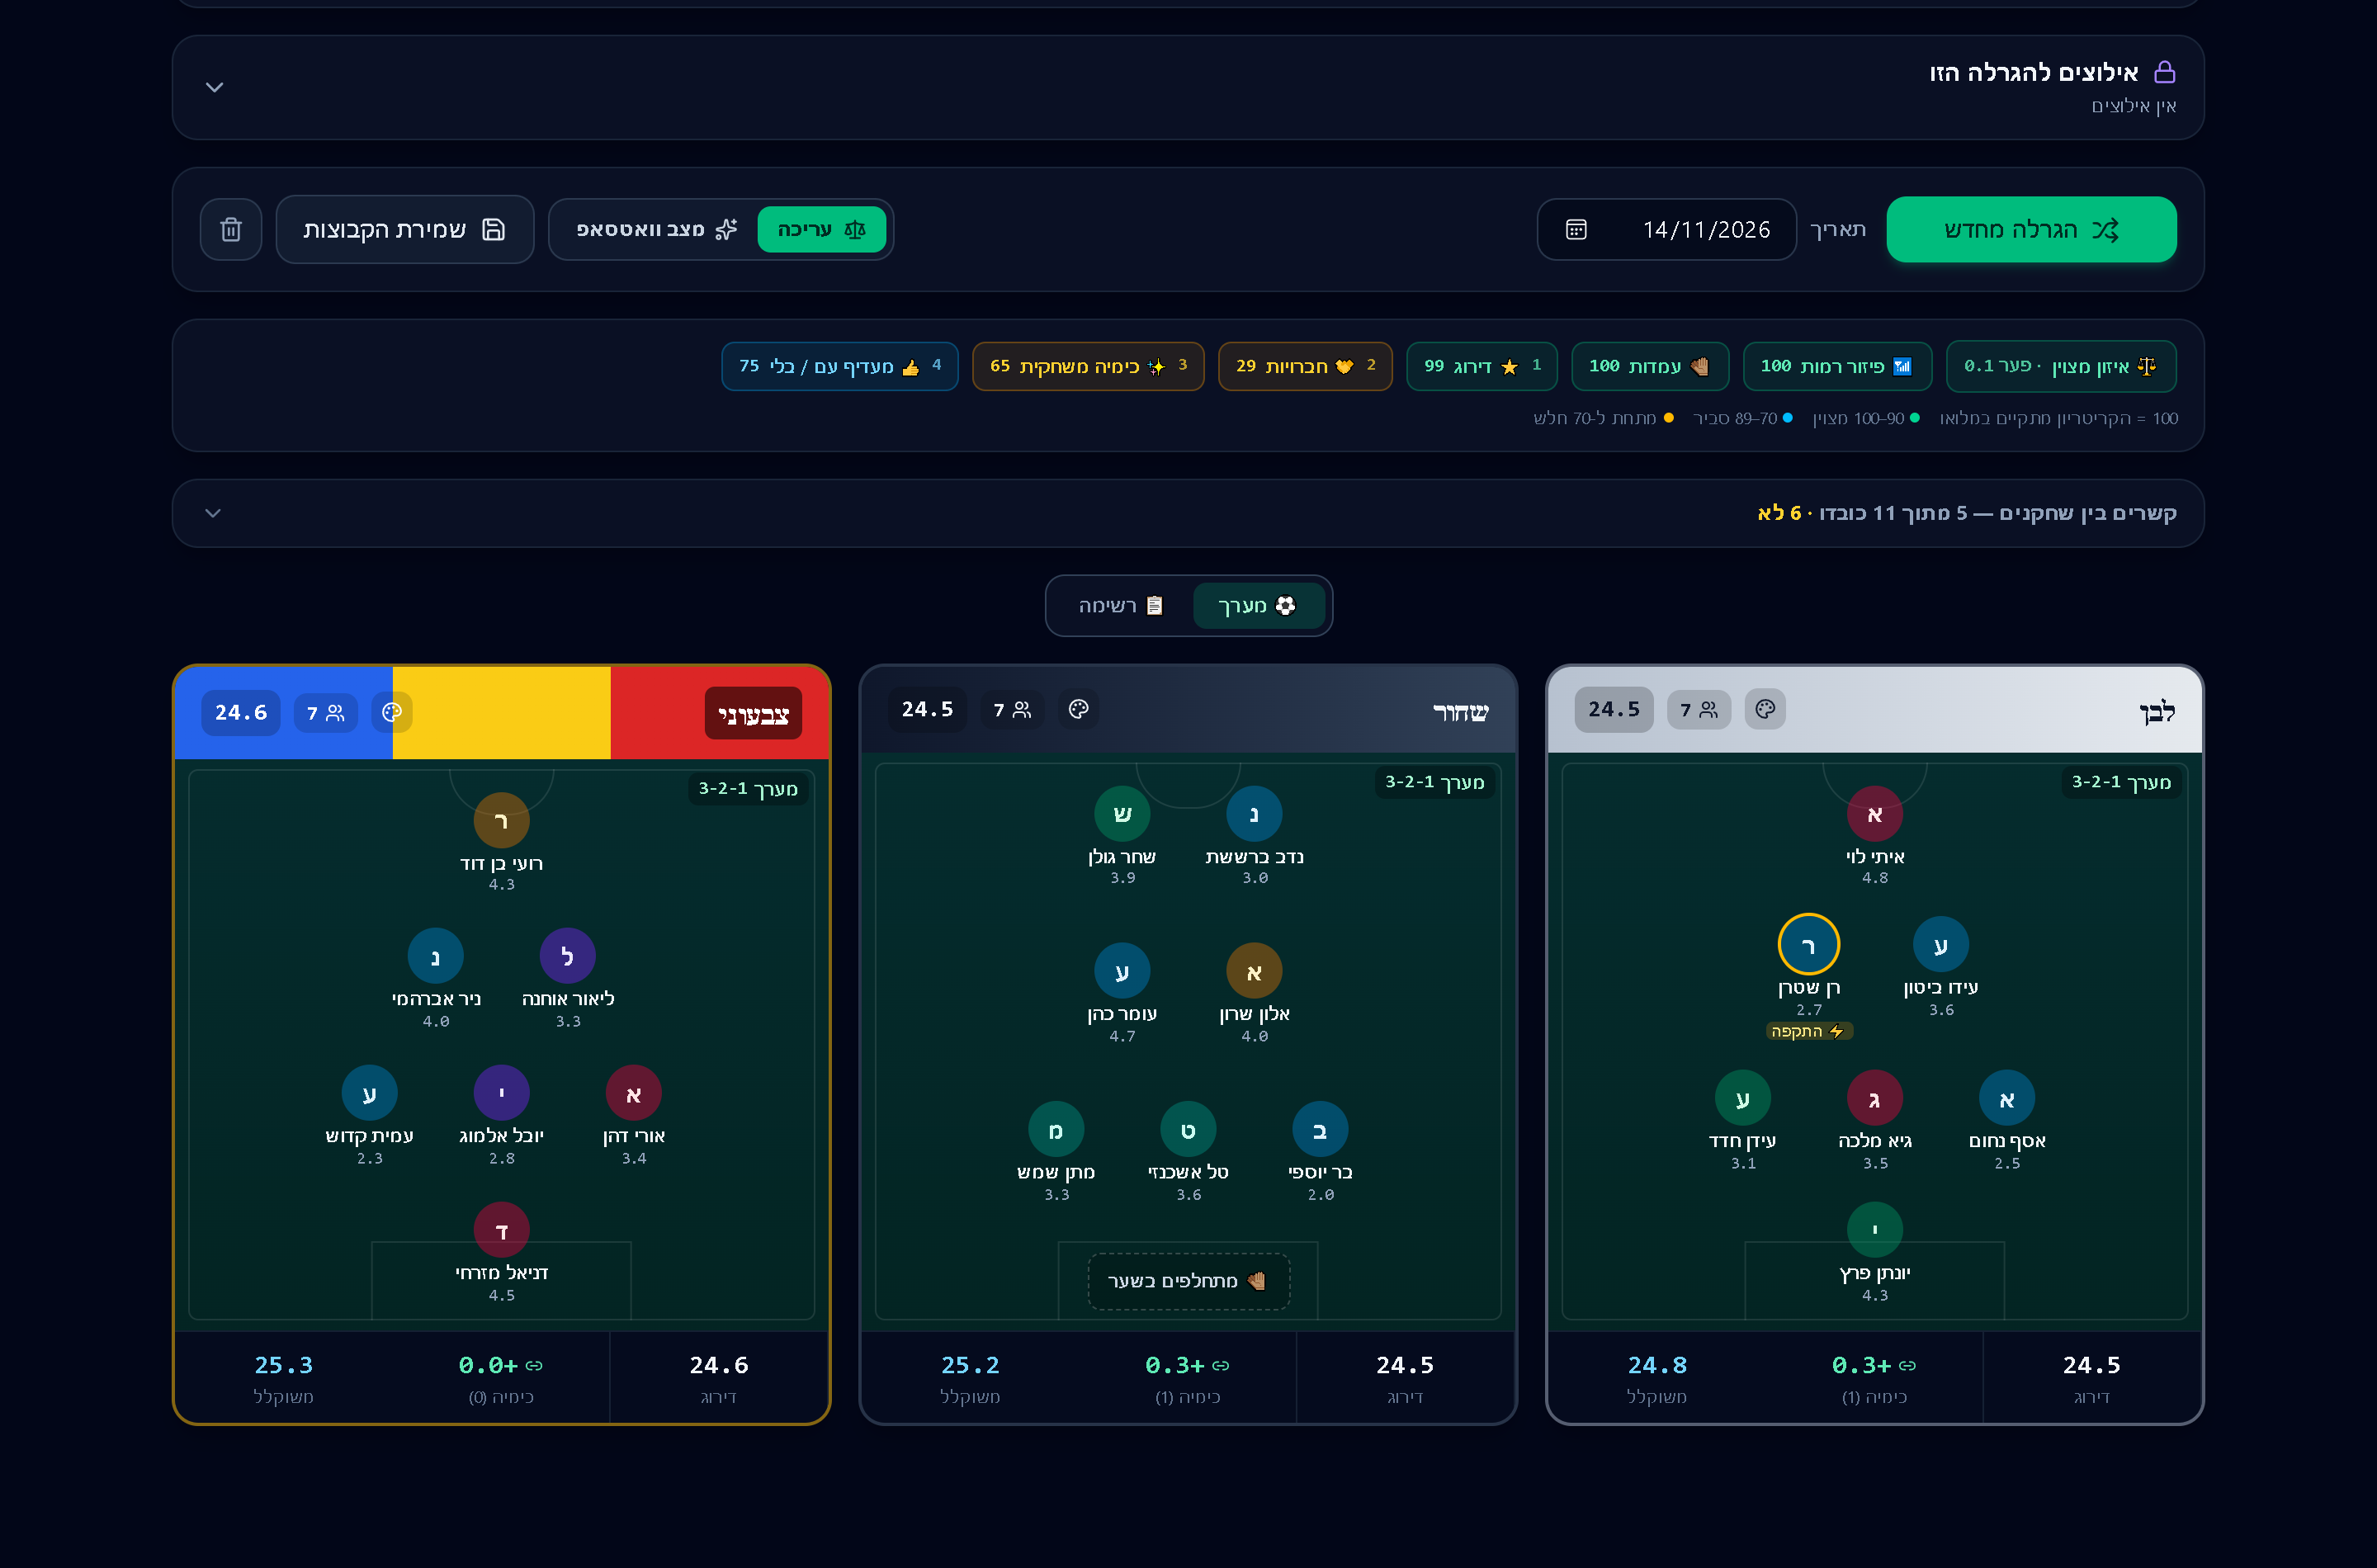 אילוצים להגרלה הזו
אין אילוצים
הגרלה מחדש
תאריך
14/11/2026
עריכה
מצב וואטסאפ
שמירת הקבוצות
איזון מצוין · פער 0.1
פיזור רמות 100
עמדות 100
1 דירוג 99
2 חברויות 29
3 כימיה משחקית 65
4 מעדיף עם / בלי 75
100 = הקריטריון מתקיים במלואו
90–100 מצוין
70–89 סביר
מתחת ל-70 חלש
קשרים בין שחקנים — 5 מתוך 11 כובדו · 6 לא
מערך
רשימה
לבן
7
24.5
מערך 3-2-1
א
איתי לוי
4.8
ע
עידו ביטון
3.6
ר
רן שטרן
2.7
התקפה
א
אסף נחום
2.5
ג
גיא מלכה
3.5
ע
עידן חדד
3.1
י
יונתן פרץ
4.3
24.5
דירוג
0.3+
כימיה (1)
24.8
משוקלל
שחור
7
24.5
מערך 3-2-1
נ
נדב ברששת
3.0
ש
שחר גולן
3.9
א
אלון שרון
4.0
ע
עומר כהן
4.7
ב
בר יוספי
2.0
ט
טל אשכנזי
3.6
מ
מתן שמש
3.3
מתחלפים בשער
24.5
דירוג
0.3+
כימיה (1)
25.2
משוקלל
צבעוני
7
24.6
מערך 3-2-1
ר
רועי בן דוד
4.3
ל
ליאור אוחנה
3.3
נ
ניר אברהמי
4.0
א
אורי דהן
3.4
י
יובל אלמוג
2.8
ע
עמית קדוש
2.3
ד
דניאל מזרחי
4.5
24.6
דירוג
0.0+
כימיה (0)
25.3
משוקלל